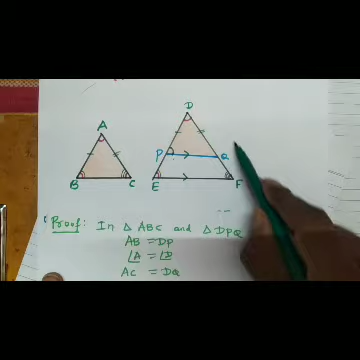 D
A
P Q
B C E F
Proof: In △ ABC and △ DPQ
AB = DP
∠A = ∠D
AC = DQ